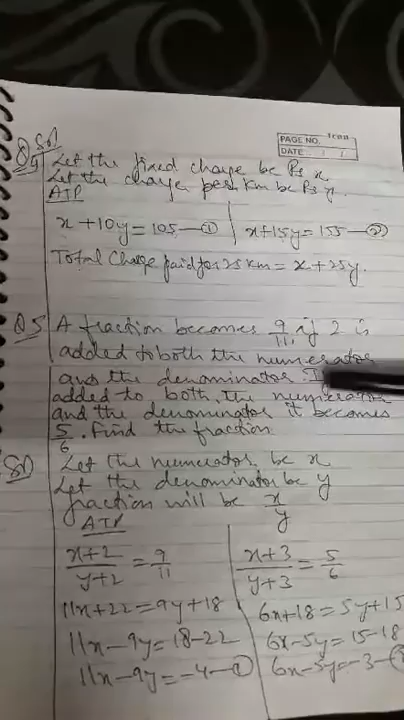 PAGE NO.
DATE
Q4 Sol
Let the fixed charge be Rs x
Let the charge per km be Rs y.
ATP
x + 10y = 105 — ① | x + 15y = 155 — ②
Total Charge paid for 25 km = x + 25y.
Q5 A fraction becomes 9/11, if 2 is
added to both the numerator
and the denominator.
added to both the numerator
and the denominator it becomes
5/6. Find the fraction
Sol Let the numerator be x
Let the denominator be y
fraction will be x/y
ATP
x+2/y+2 = 9/11
11x + 22 = 9y + 18
11x - 9y = 18 - 22
11x - 9y = -4 — ①
x+3/y+3 = 5/6
6x + 18 = 5y + 15
6x - 5y = 15 - 18
6x - 5y = -3 —